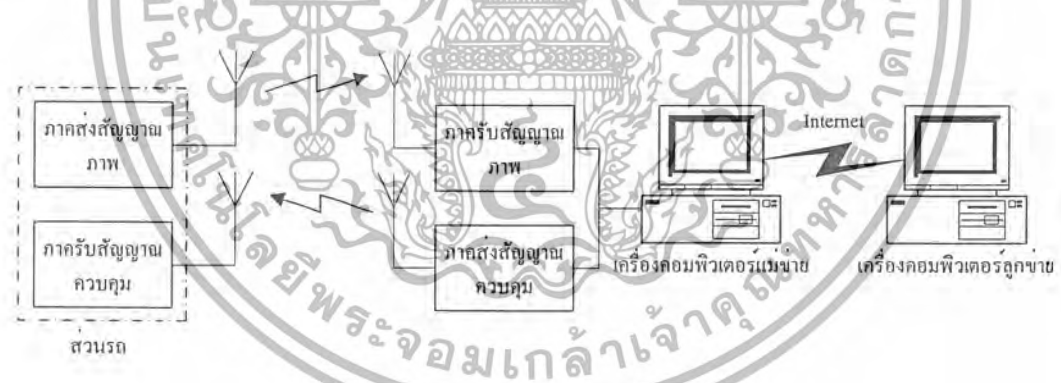 ภาคส่งสัญญาณ
ภาพ
ภาครับสัญญาณ
ควบคุม
ส่วนรถ
ภาครับสัญญาณ
ภาพ
ภาคส่งสัญญาณ
ควบคุม
Internet
เครื่องคอมพิวเตอร์แม่ข่าย
เครื่องคอมพิวเตอร์ลูกข่าย
พระจอมเกล้าเจ้าคุณทหารลาดก